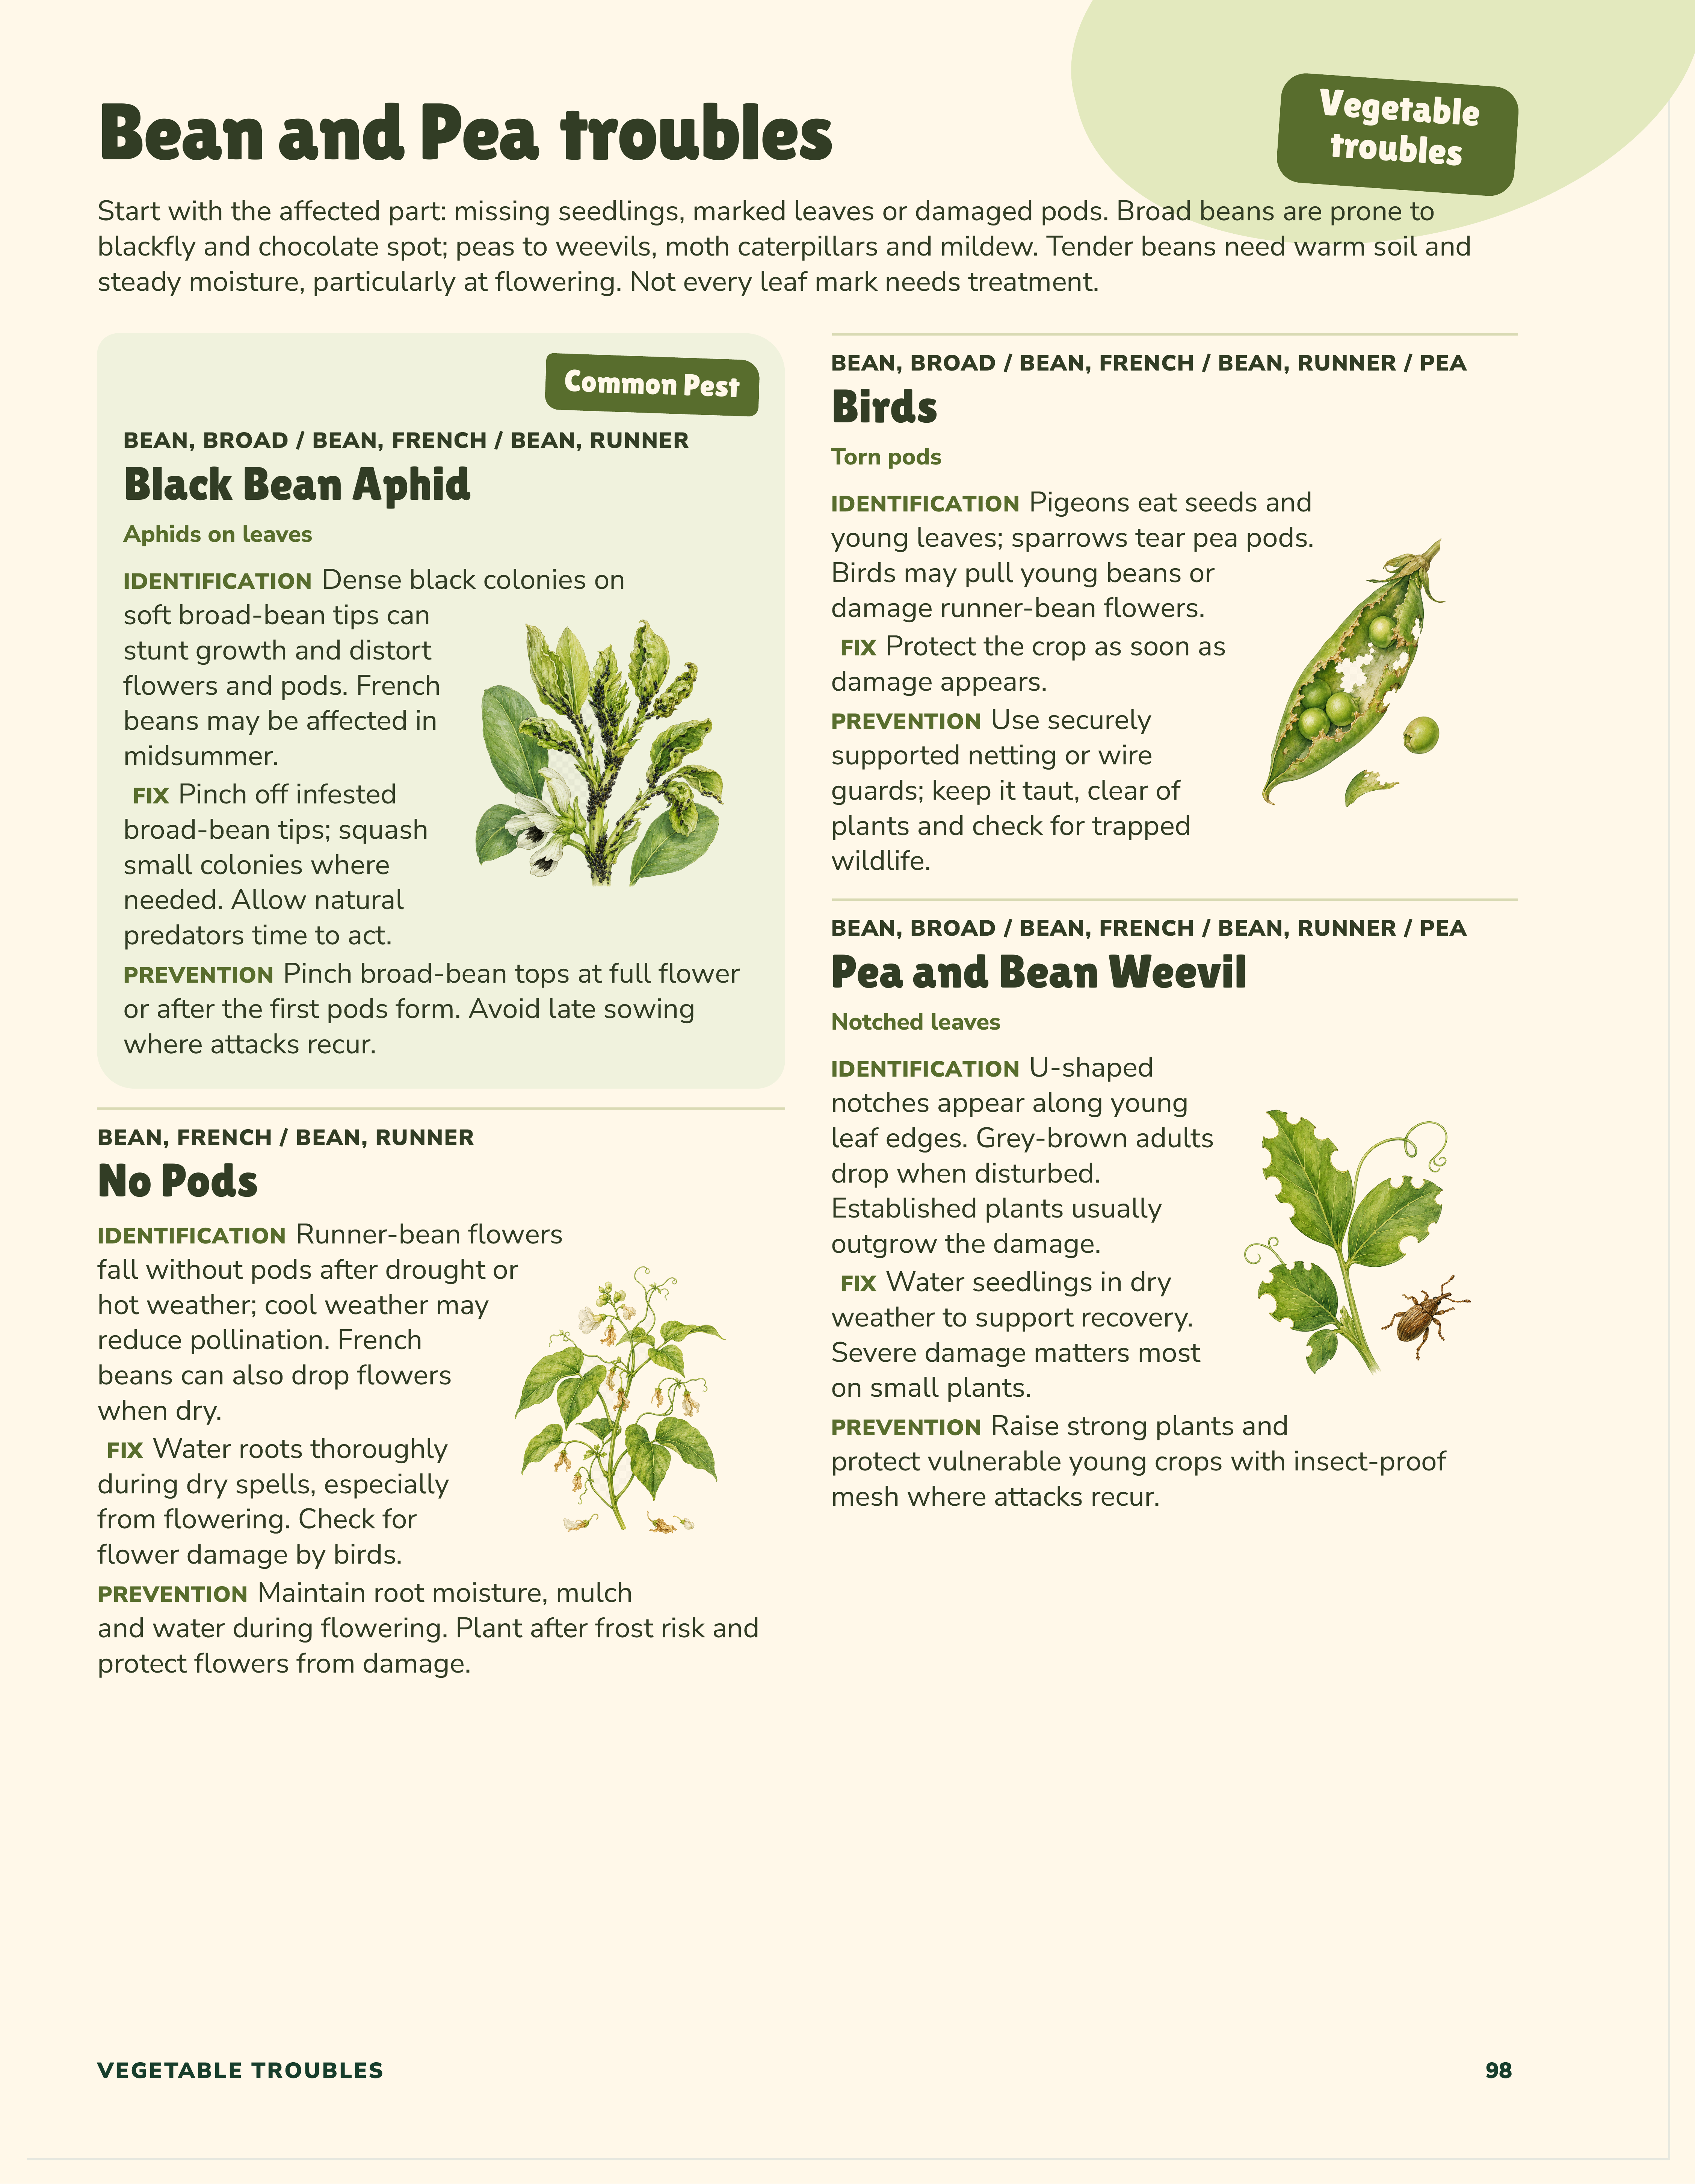 Bean and Pea troubles
Vegetable
troubles
Start with the affected part: missing seedlings, marked leaves or damaged pods. Broad beans are prone to
blackfly and chocolate spot; peas to weevils, moth caterpillars and mildew. Tender beans need warm soil and
steady moisture, particularly at flowering. Not every leaf mark needs treatment.
Common Pest
BEAN, BROAD / BEAN, FRENCH / BEAN, RUNNER
Black Bean Aphid
Aphids on leaves
IDENTIFICATION Dense black colonies on
soft broad-bean tips can
stunt growth and distort
flowers and pods. French
beans may be affected in
midsummer.
FIX Pinch off infested
broad-bean tips; squash
small colonies where
needed. Allow natural
predators time to act.
PREVENTION Pinch broad-bean tops at full flower
or after the first pods form. Avoid late sowing
where attacks recur.
BEAN, FRENCH / BEAN, RUNNER
No Pods
IDENTIFICATION Runner-bean flowers
fall without pods after drought or
hot weather; cool weather may
reduce pollination. French
beans can also drop flowers
when dry.
FIX Water roots thoroughly
during dry spells, especially
from flowering. Check for
flower damage by birds.
PREVENTION Maintain root moisture, mulch
and water during flowering. Plant after frost risk and
protect flowers from damage.
BEAN, BROAD / BEAN, FRENCH / BEAN, RUNNER / PEA
Birds
Torn pods
IDENTIFICATION Pigeons eat seeds and
young leaves; sparrows tear pea pods.
Birds may pull young beans or
damage runner-bean flowers.
FIX Protect the crop as soon as
damage appears.
PREVENTION Use securely
supported netting or wire
guards; keep it taut, clear of
plants and check for trapped
wildlife.
BEAN, BROAD / BEAN, FRENCH / BEAN, RUNNER / PEA
Pea and Bean Weevil
Notched leaves
IDENTIFICATION U-shaped
notches appear along young
leaf edges. Grey-brown adults
drop when disturbed.
Established plants usually
outgrow the damage.
FIX Water seedlings in dry
weather to support recovery.
Severe damage matters most
on small plants.
PREVENTION Raise strong plants and
protect vulnerable young crops with insect-proof
mesh where attacks recur.
VEGETABLE TROUBLES
98